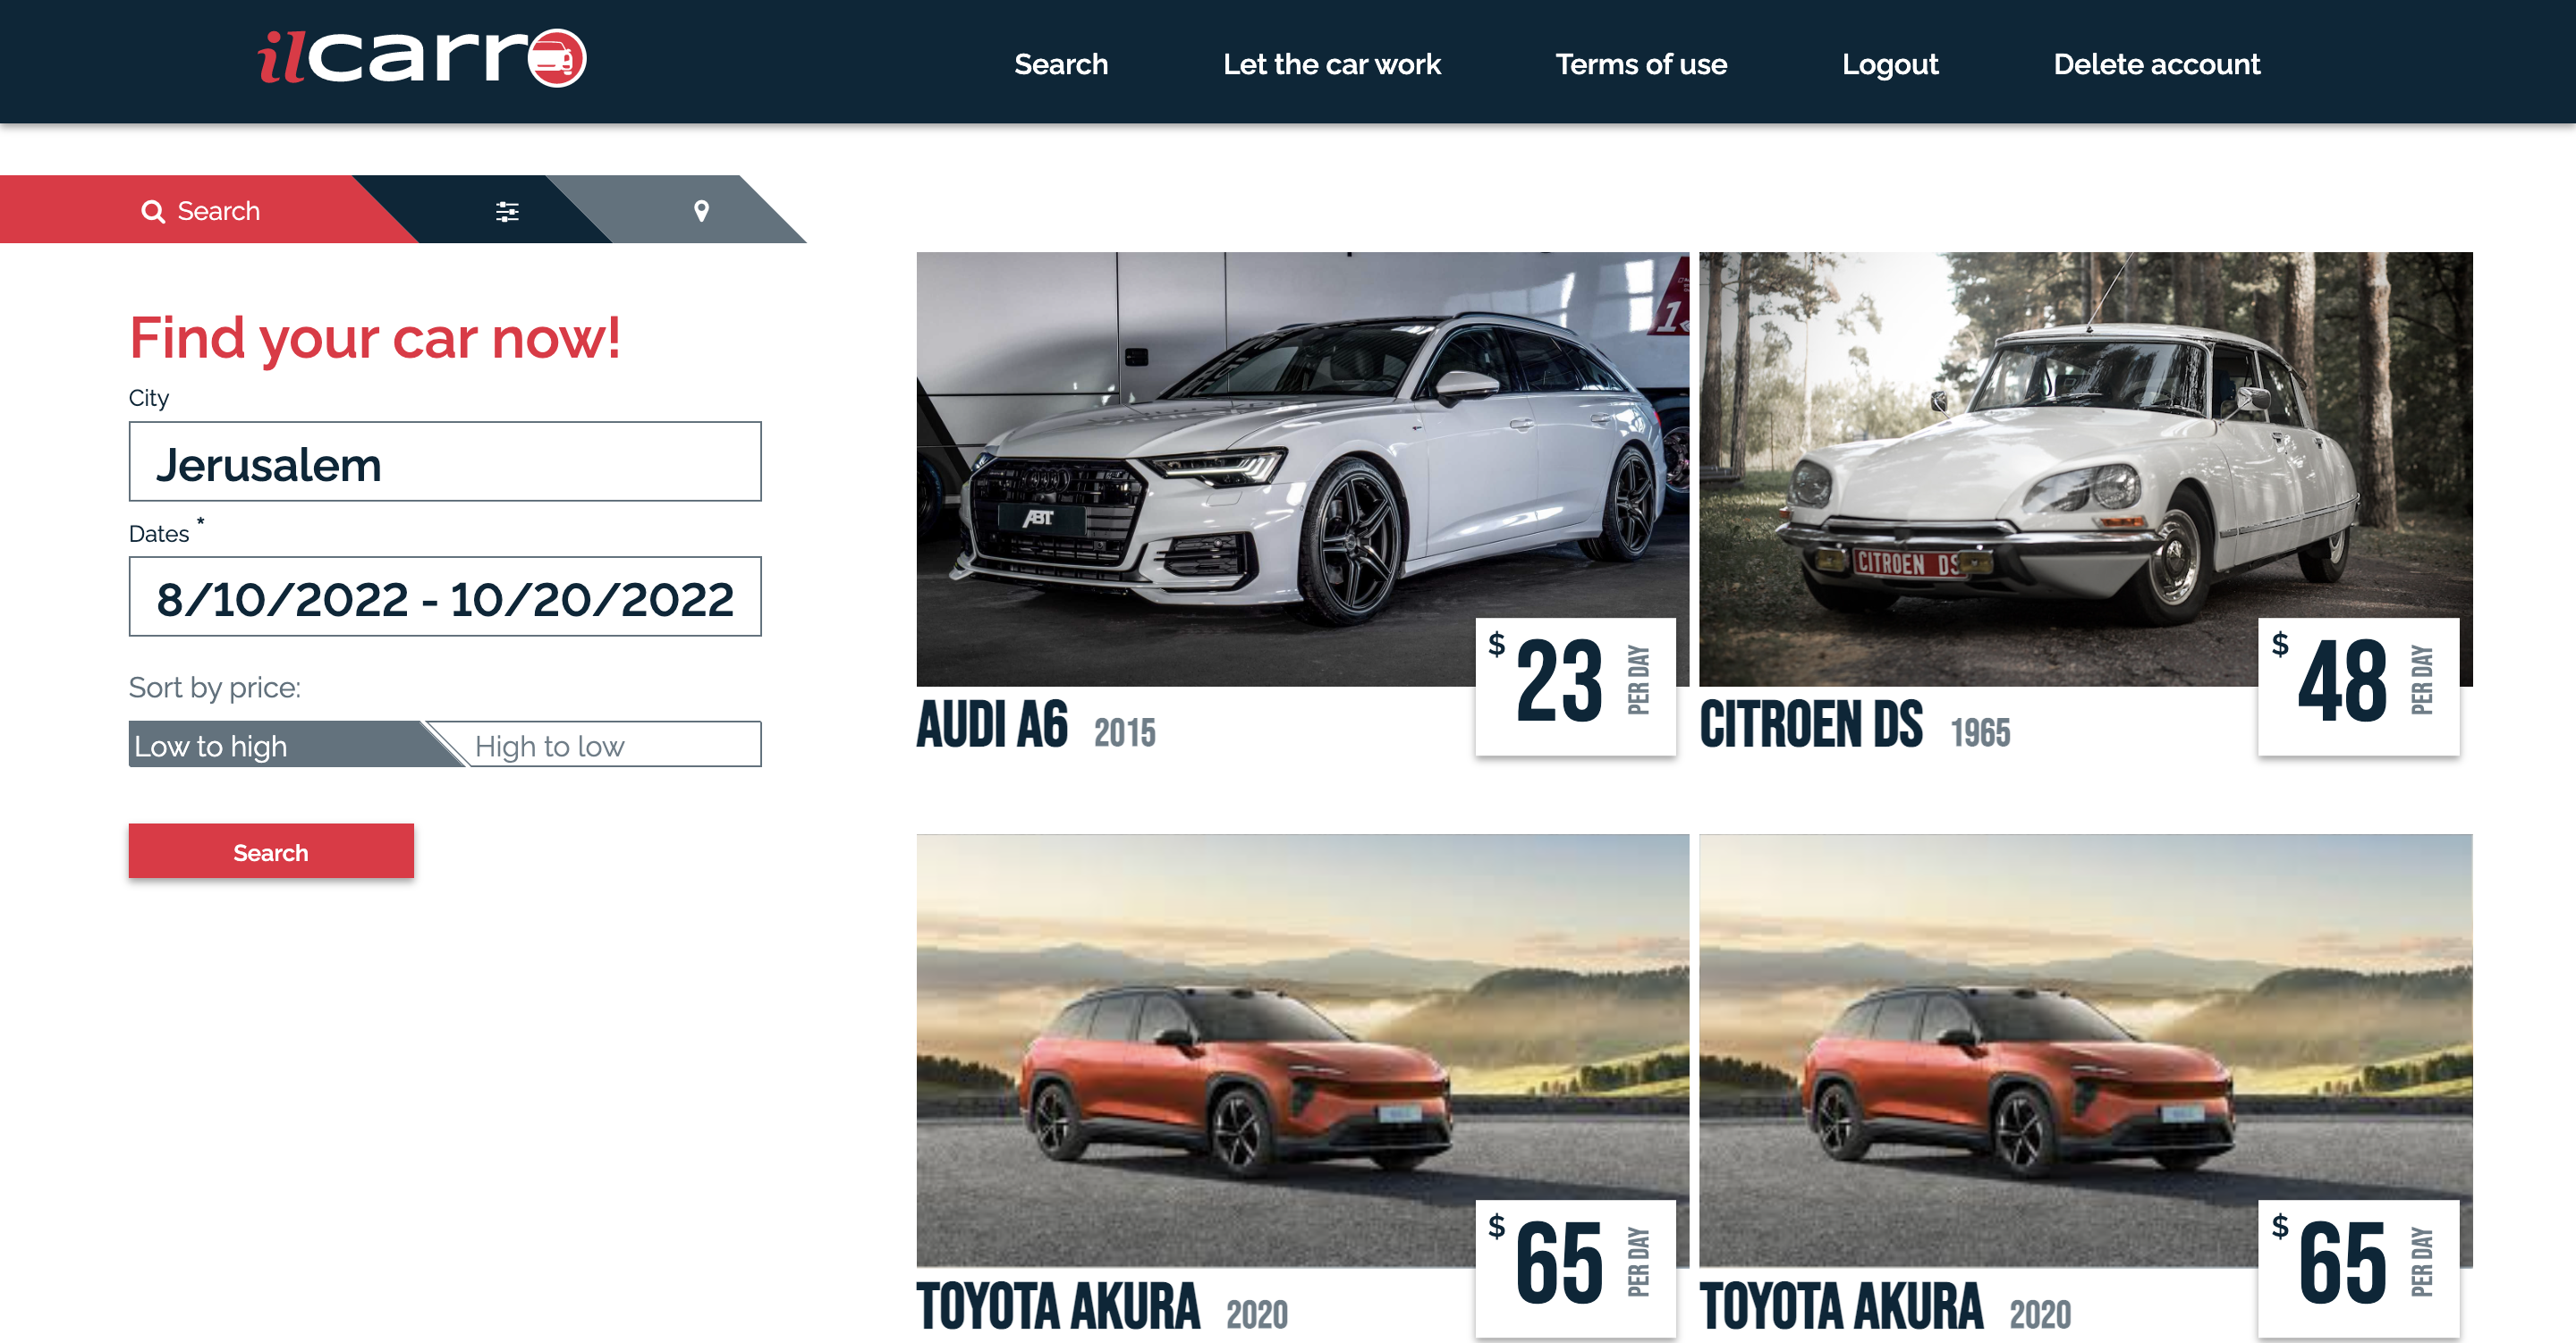 ilcarro
Search
Let the car work
Terms of use
Logout
Delete account
Search
Find your car now!
City
Jerusalem
Dates *
8/10/2022 - 10/20/2022
Sort by price:
Low to high
High to low
Search
ABT
$ 23 PER DAY
AUDI A6 2015
CITROEN DS
$ 48 PER DAY
CITROEN DS 1965
$ 65 PER DAY
TOYOTA AKURA 2020
$ 65 PER DAY
TOYOTA AKURA 2020